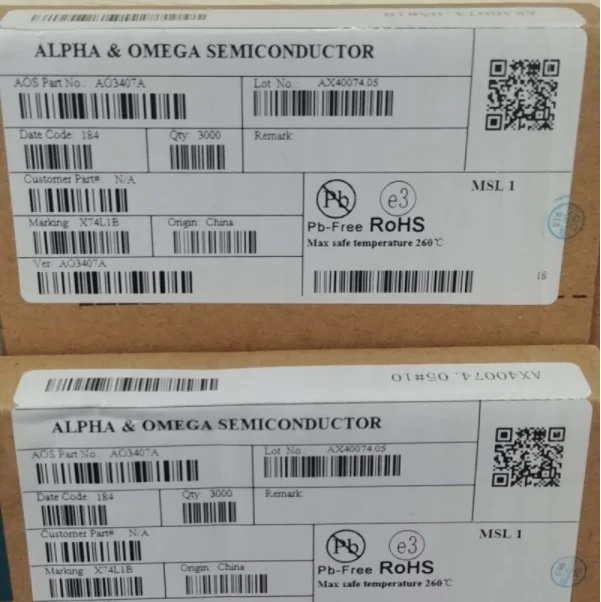 AX40074.05#10
ALPHA & OMEGA SEMICONDUCTOR
AOS Part No.: AO3407A
Lot No.: AX40074.05
Date Code: 184
Qty: 3000
Remark:
Customer Part# N/A
Marking: X74L1B
Origin: China
Ver: AO3407A
Pb
e3
MSL 1
Pb-Free RoHS
Max safe temperature 260℃
18
AX40074.05#10
ALPHA & OMEGA SEMICONDUCTOR
AOS Part No.: AO3407A
Lot No.: AX40074.05
Date Code: 184
Qty: 3000
Remark:
Customer Part# N/A
Marking: X74L1B
Origin: China
Pb
e3
MSL 1
Pb-Free RoHS
Max safe temperature 260℃